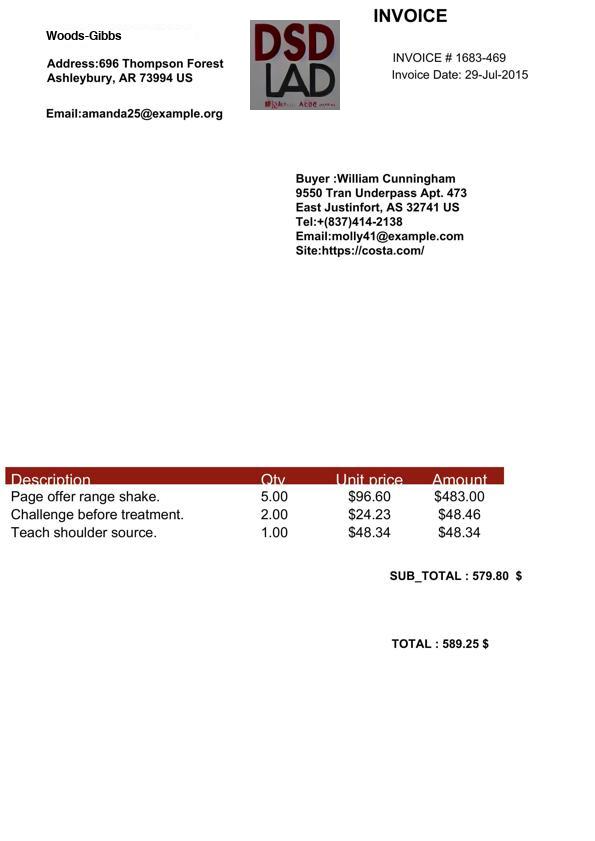 INVOICE
Woods-Gibbs
Address:696 Thompson Forest
Ashleybury, AR 73994 US
Email:amanda25@example.org
DSD
LAD
INVOICE # 1683-469
Invoice Date: 29-Jul-2015
Buyer :William Cunningham
9550 Tran Underpass Apt. 473
East Justinfort, AS 32741 US
Tel:+(837)414-2138
Email:molly41@example.com
Site:https://costa.com/
Description Qty Unit price Amount
Page offer range shake. 5.00 $96.60 $483.00
Challenge before treatment. 2.00 $24.23 $48.46
Teach shoulder source. 1.00 $48.34 $48.34
SUB_TOTAL : 579.80 $
TOTAL : 589.25 $